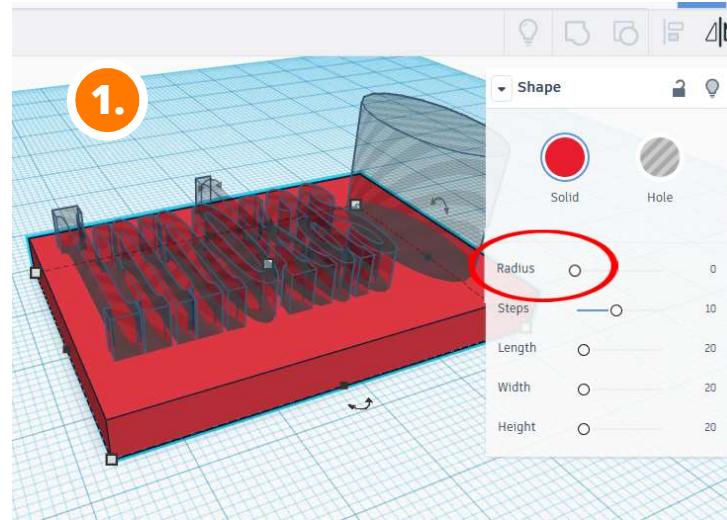 1.
Shape
Solid Hole
Radius 0
Steps 10
Length 20
Width 20
Height 20